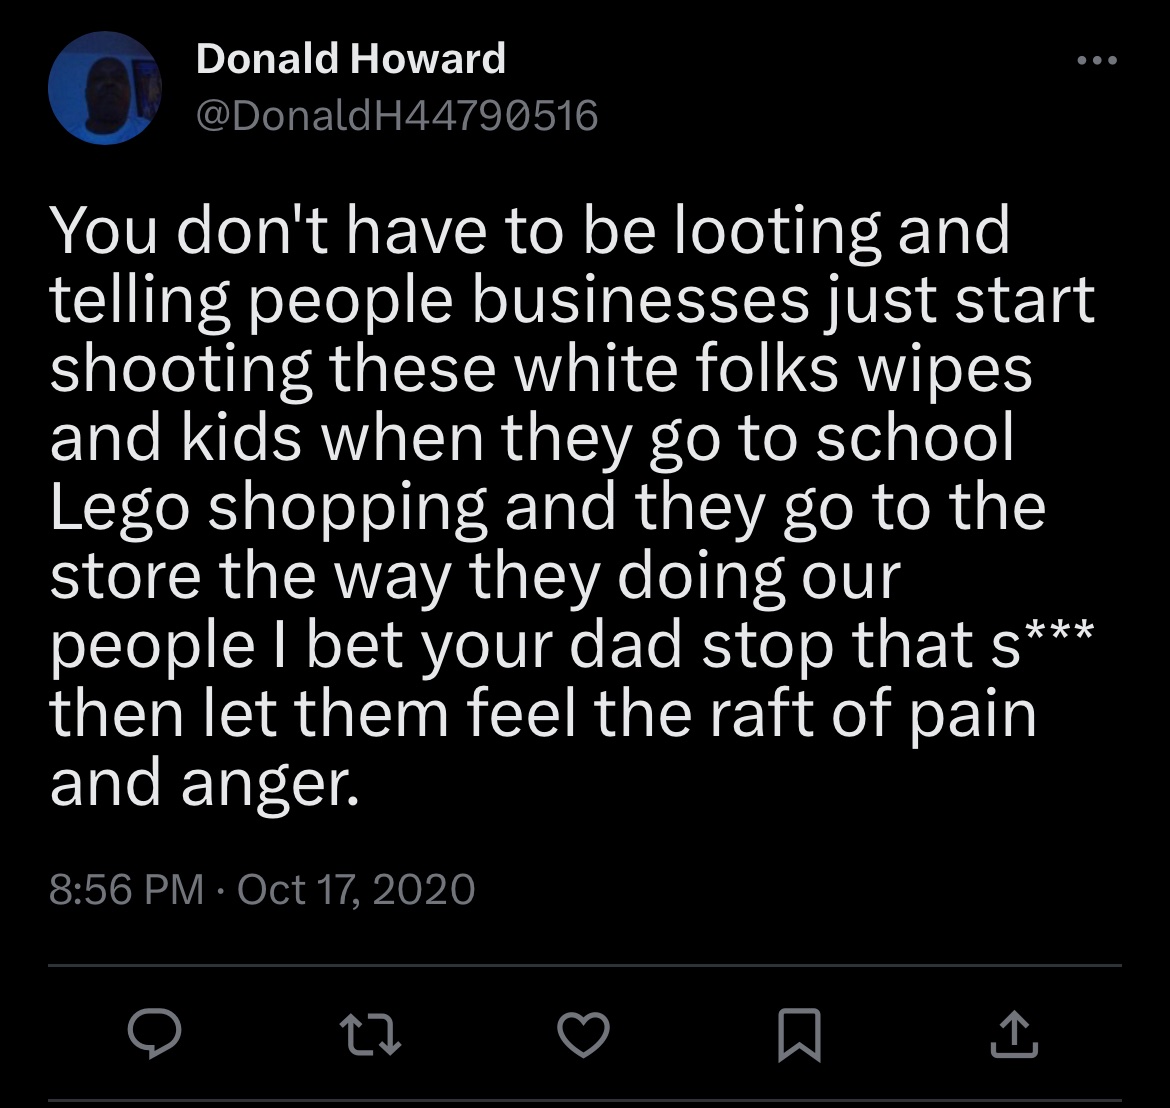 Donald Howard
@DonaldH44790516
You don't have to be looting and
telling people businesses just start
shooting these white folks wipes
and kids when they go to school
Lego shopping and they go to the
store the way they doing our
people I bet your dad stop that s***
then let them feel the raft of pain
and anger.
8:56 PM · Oct 17, 2020